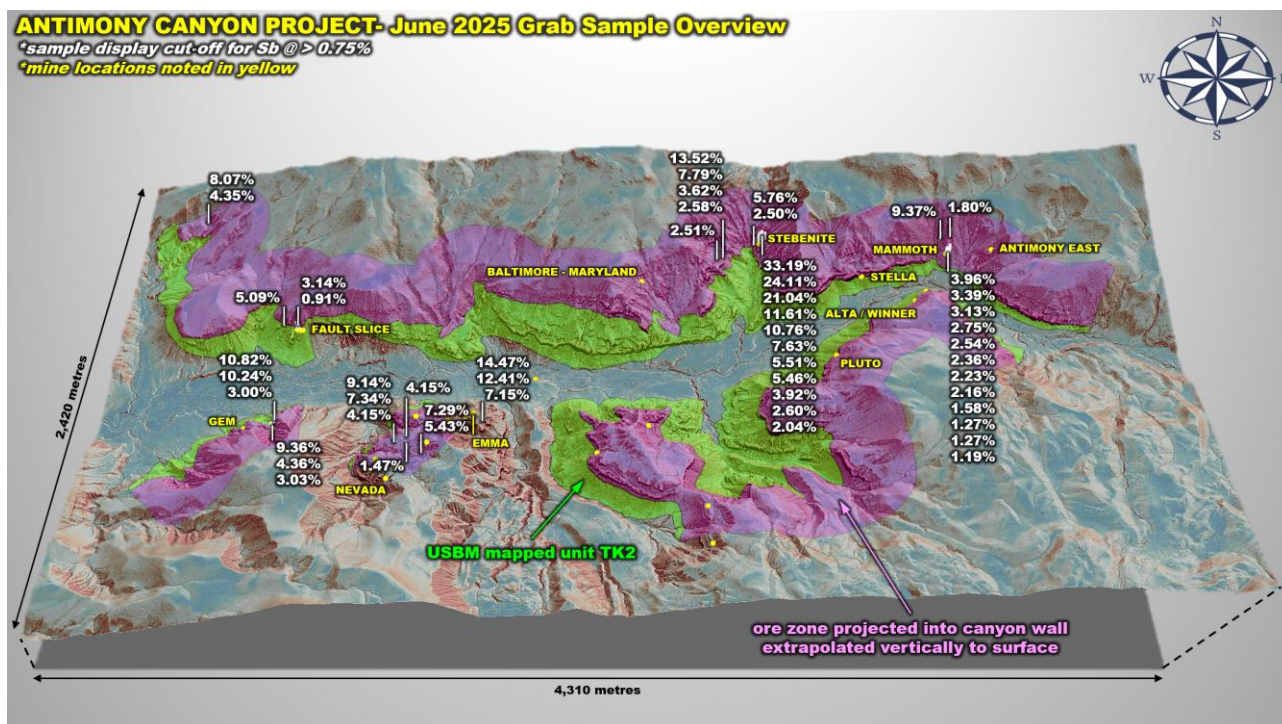 ANTIMONY CANYON PROJECT- June 2025 Grab Sample Overview
*sample display cut-off for Sb @ > 0.75%
*mine locations noted in yellow
N
W
E
S
8.07%
4.35%
13.52%
7.79%
3.62%
2.58%
2.51%
5.76%
2.50%
STEBENITE
9.37%
1.80%
MAMMOTH
ANTIMONY EAST
BALTIMORE - MARYLAND
STELLA
ALTA / WINNER
PLUTO
5.09%
3.14%
0.91%
FAULT SLICE
33.19%
24.11%
21.04%
11.61%
10.76%
7.63%
5.51%
5.46%
3.92%
2.60%
2.04%
3.96%
3.39%
3.13%
2.75%
2.54%
2.36%
2.23%
2.16%
1.58%
1.27%
1.27%
1.19%
10.82%
10.24%
3.00%
GEM
9.36%
4.36%
3.03%
9.14%
7.34%
4.15%
4.15%
14.47%
12.41%
7.15%
7.29%
5.43%
EMMA
1.47%
NEVADA
USBM mapped unit TK2
ore zone projected into canyon wall
extrapolated vertically to surface
2,420 metres
4,310 metres